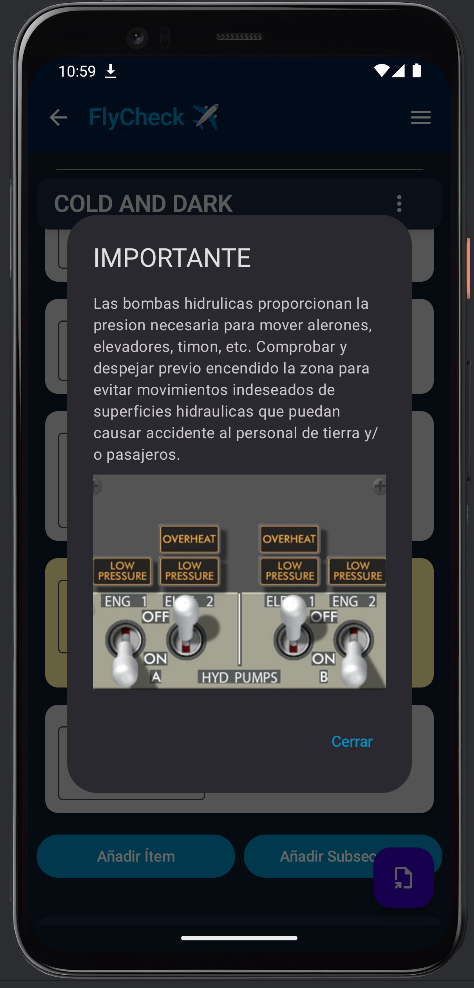 10:59
FlyCheck
COLD AND DARK
IMPORTANTE
Las bombas hidrulicas proporcionan la
presion necesaria para mover alerones,
elevadores, timon, etc. Comprobar y
despejar previo encendido la zona para
evitar movimientos indeseados de
superficies hidraulicas que puedan
causar accidente al personal de tierra y/
o pasajeros.
OVERHEAT OVERHEAT
LOW PRESSURE LOW PRESSURE LOW PRESSURE LOW PRESSURE
ENG 1 2 1 ENG 2
OFF OFF
ON ON
A HYD PUMPS B
Cerrar
Añadir Ítem Añadir Subsec